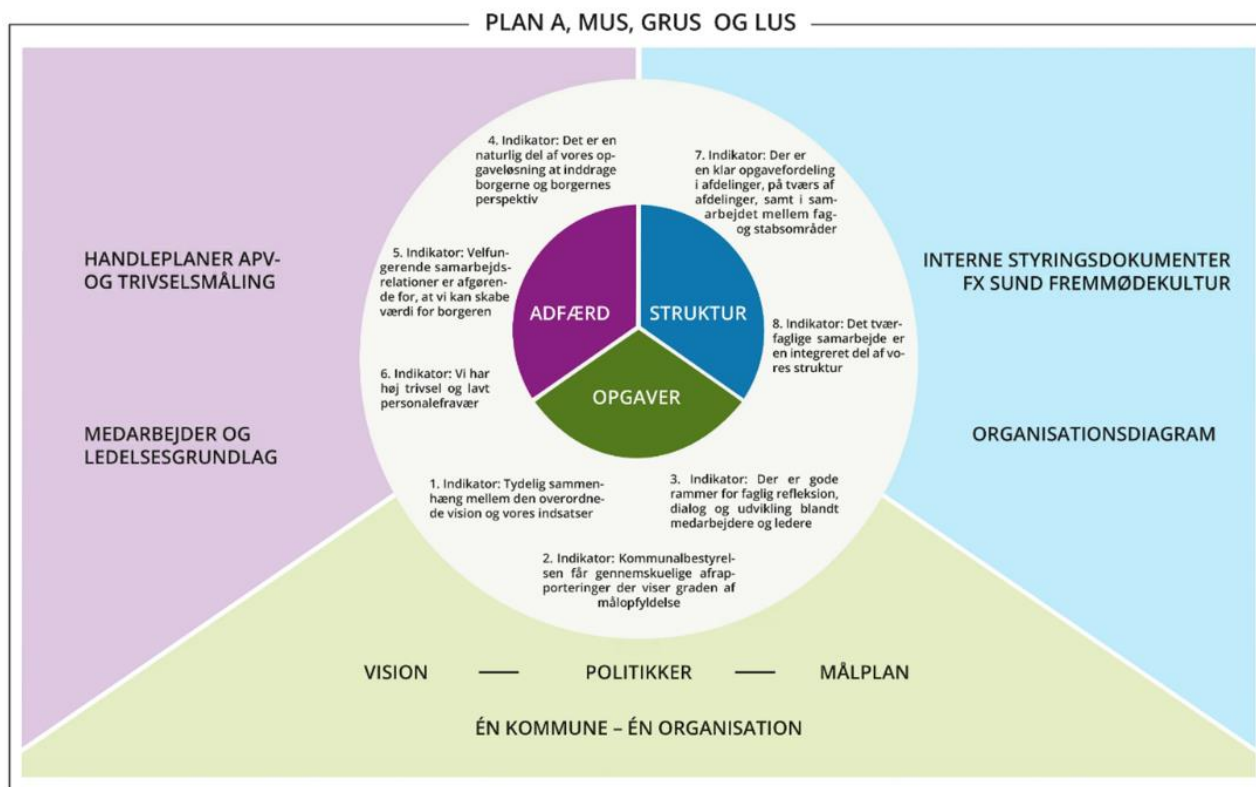 PLAN A, MUS, GRUS OG LUS
4. Indikator: Det er en
naturlig del af vores op-
gaveløsning at inddrage
borgerne og borgernes
perspektiv
7. Indikator: Der er
en klar opgavefordeling
i afdelinger, på tværs af
afdelinger, samt i sam-
arbejdet mellem fag-
og stabsområder
HANDLEPLANER APV-
OG TRIVSELSMÅLING
5. Indikator: Velfun-
gerende samarbejds-
relationer er afgøren-
de for, at vi kan skabe
værdi for borgeren
ADFÆRD
STRUKTUR
INTERNE STYRINGSDOKUMENTER
FX SUND FREMMØDEKULTUR
8. Indikator: Det tvær-
faglige samarbejde er
en integreret del af vo-
res struktur
6. Indikator: Vi har
høj trivsel og lavt
personalefravær
OPGAVER
MEDARBEJDER OG
LEDELSESGRUNDLAG
ORGANISATIONSDIAGRAM
1. Indikator: Tydelig sammen-
hæng mellem den overordne-
de vision og vores indsatser
3. Indikator: Der er gode
rammer for faglig refleksion,
dialog og udvikling blandt
medarbejdere og ledere
2. Indikator: Kommunalbestyrel-
sen får gennemskuelige afrap-
porteringer der viser graden af
målopfyldelse
VISION — POLITIKKER — MÅLPLAN
ÉN KOMMUNE – ÉN ORGANISATION